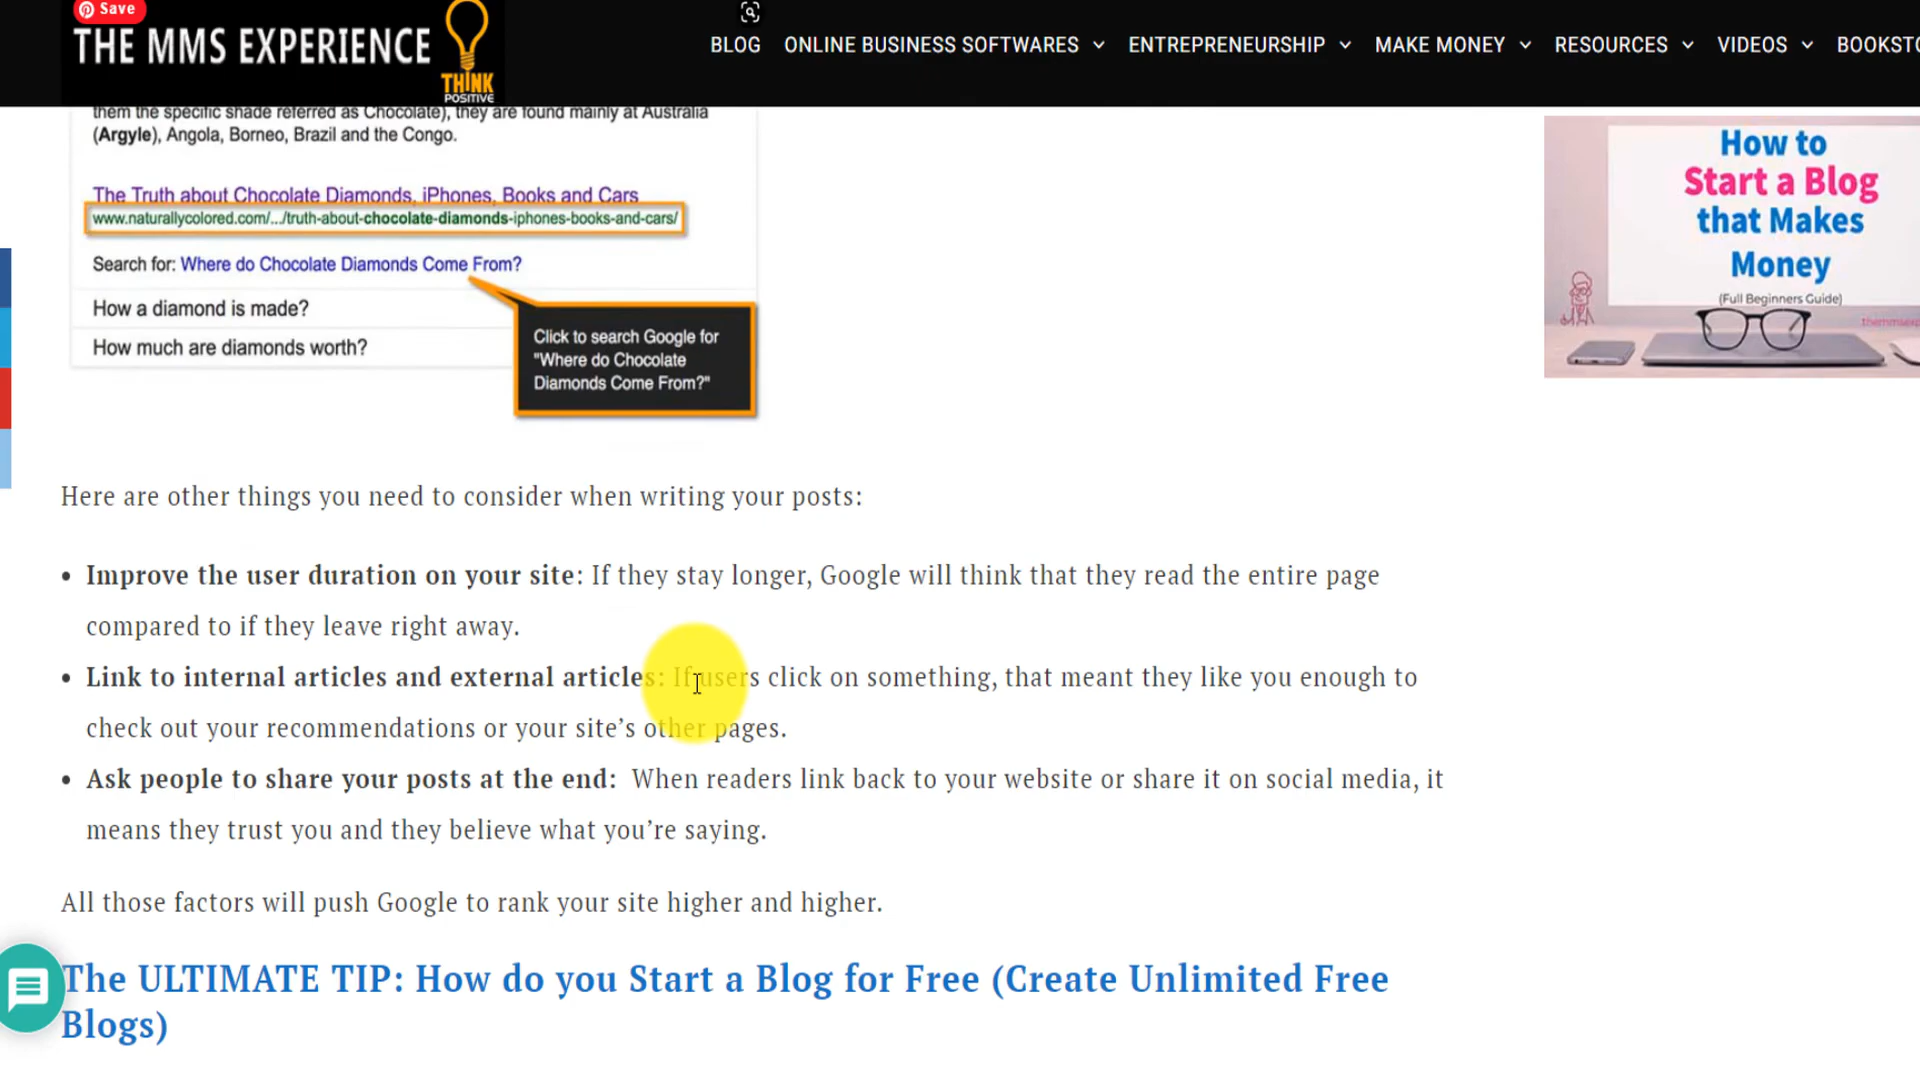 Save
THE MMS EXPERIENCE
THINK
POSITIVE
BLOG ONLINE BUSINESS SOFTWARES ENTREPRENEURSHIP MAKE MONEY RESOURCES VIDEOS BOOKSTO
them the specific shade referred as Chocolate), they are found mainly at Australia
(Argyle), Angola, Borneo, Brazil and the Congo.
The Truth about Chocolate Diamonds, iPhones, Books and Cars
www.naturallycolored.com/.../truth-about-chocolate-diamonds-iphones-books-and-cars/
Search for: Where do Chocolate Diamonds Come From?
How a diamond is made?
How much are diamonds worth?
Click to search Google for
"Where do Chocolate
Diamonds Come From?"
How to
Start a Blog
that Makes
Money
(Full Beginners Guide)
themmsexp
Here are other things you need to consider when writing your posts:
• Improve the user duration on your site: If they stay longer, Google will think that they read the entire page
compared to if they leave right away.
• Link to internal articles and external articles: If users click on something, that meant they like you enough to
check out your recommendations or your site’s other pages.
• Ask people to share your posts at the end: When readers link back to your website or share it on social media, it
means they trust you and they believe what you’re saying.
All those factors will push Google to rank your site higher and higher.
The ULTIMATE TIP: How do you Start a Blog for Free (Create Unlimited Free
Blogs)